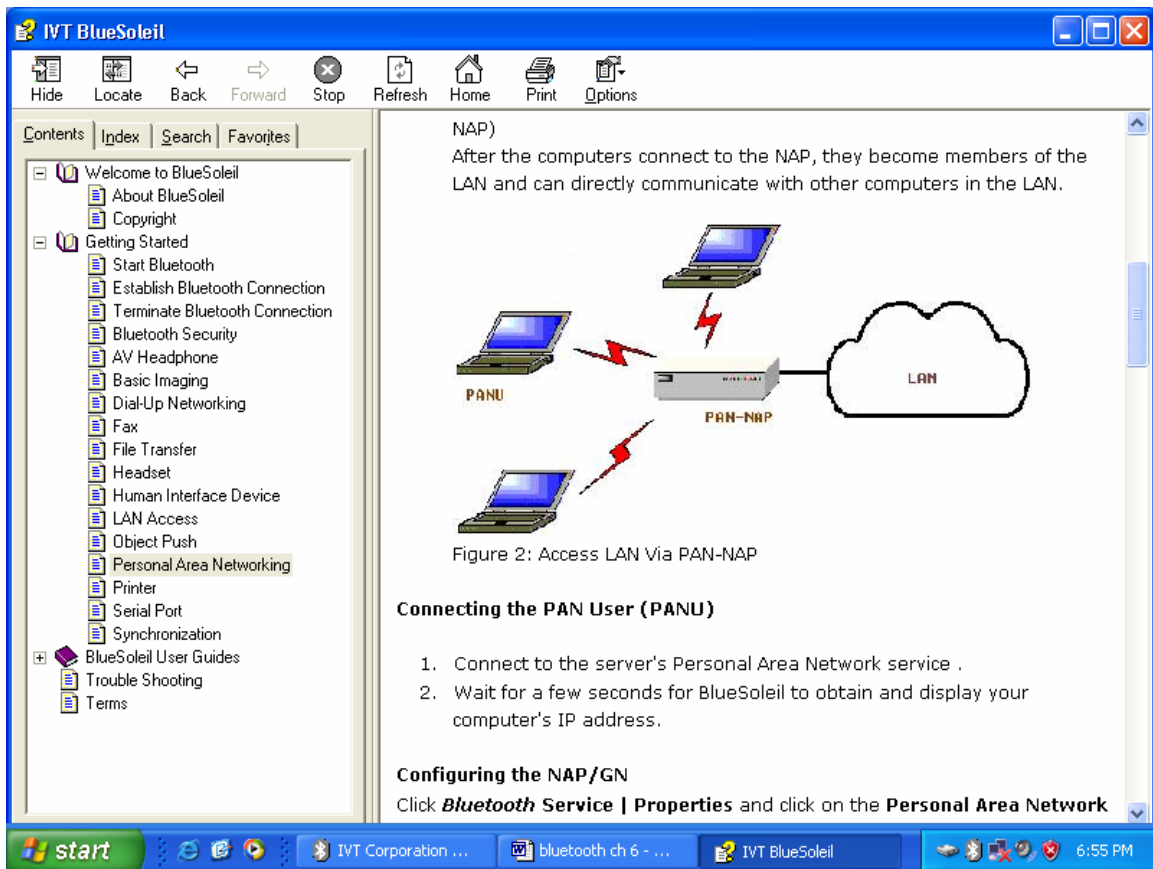 IVT BlueSoleil
Hide Locate Back Forward Stop Refresh Home Print Options
Contents Index Search Favorites
Welcome to BlueSoleil
About BlueSoleil
Copyright
Getting Started
Start Bluetooth
Establish Bluetooth Connection
Terminate Bluetooth Connection
Bluetooth Security
AV Headphone
Basic Imaging
Dial-Up Networking
Fax
File Transfer
Headset
Human Interface Device
LAN Access
Object Push
Personal Area Networking
Printer
Serial Port
Synchronization
BlueSoleil User Guides
Trouble Shooting
Terms
NAP)
After the computers connect to the NAP, they become members of the
LAN and can directly communicate with other computers in the LAN.
PANU
PAN-NAP
LAN
Figure 2: Access LAN Via PAN-NAP
Connecting the PAN User (PANU)
1. Connect to the server's Personal Area Network service .
2. Wait for a few seconds for BlueSoleil to obtain and display your
computer's IP address.
Configuring the NAP/GN
Click Bluetooth Service | Properties and click on the Personal Area Network
start
IVT Corporation ...
bluetooth ch 6 - ...
IVT BlueSoleil
6:55 PM